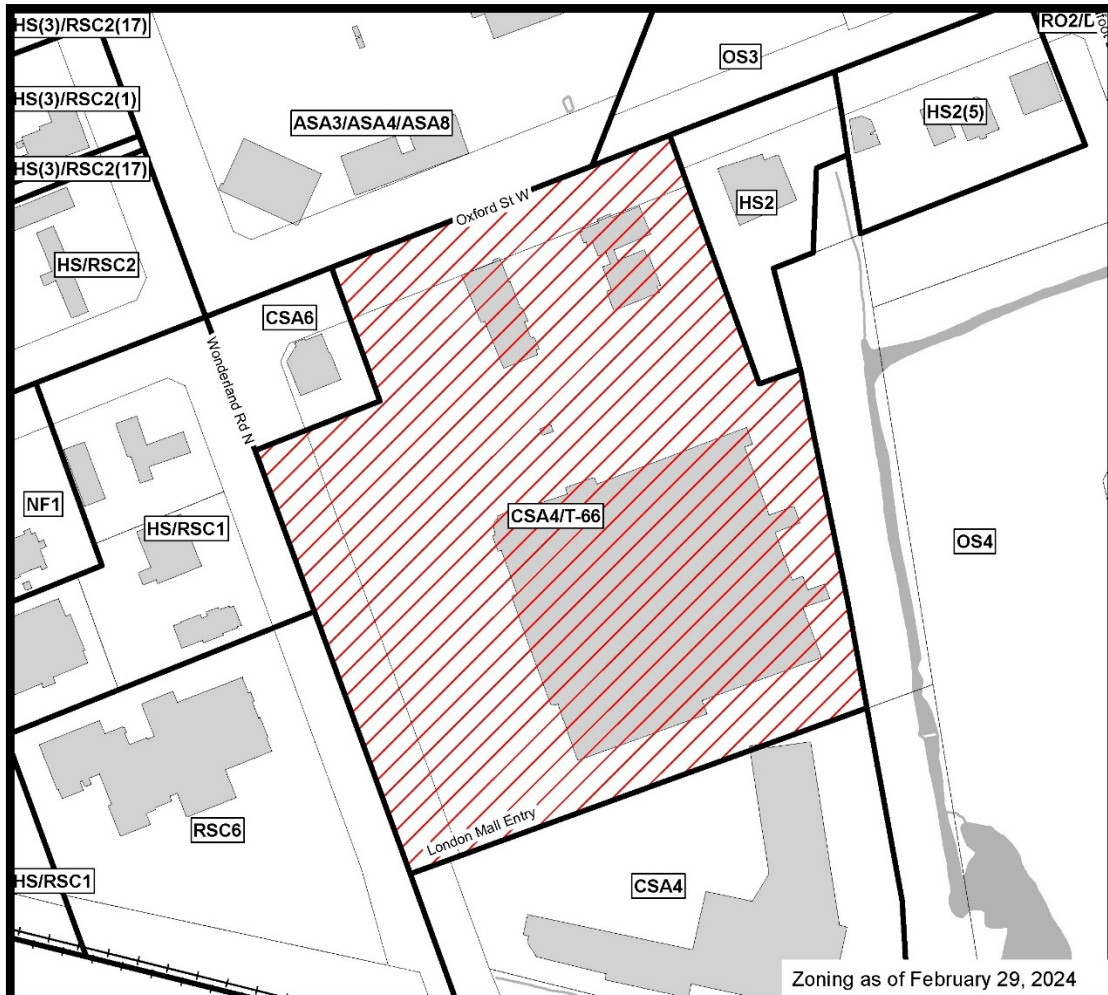 HS(3)/RSC2(17)
RO2/D
OS3
HS(3)/RSC2(1)
ASA3/ASA4/ASA8
HS2(5)
HS(3)/RSC2(17)
Oxford St W
HS2
HS/RSC2
CSA6
Wonderland Rd N
NF1
HS/RSC1
CSA4/T-66
OS4
London Mall Entry
RSC6
HS/RSC1
CSA4
Zoning as of February 29, 2024